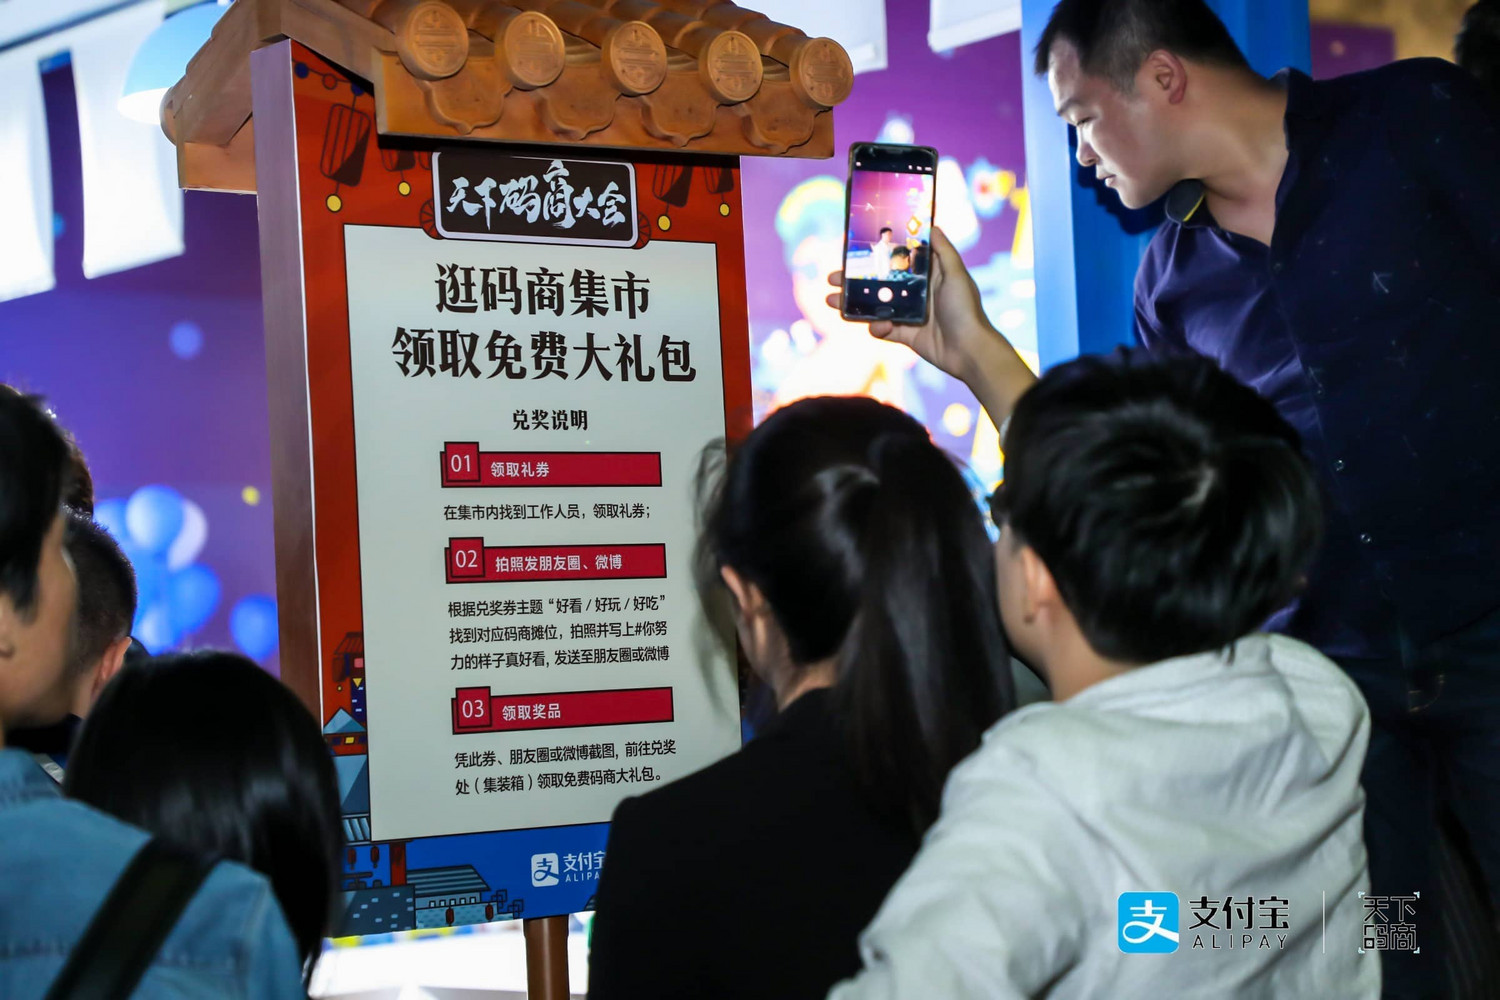 天下码商大会
逛码商集市
领取免费大礼包
兑奖说明
01 领取礼券
在集市内找到工作人员，领取礼券；
02 拍照发朋友圈、微博
根据兑奖券主题“好看/好玩/好吃”
找到对应码商摊位，拍照并写上#你努
力的样子真好看，发送至朋友圈或微博
03 领取奖品
凭此券、朋友圈或微博截图，前往兑奖
处（集装箱）领取免费码商大礼包。
支 支付宝
ALIPA
支 支付宝
ALIPAY
天下
码商